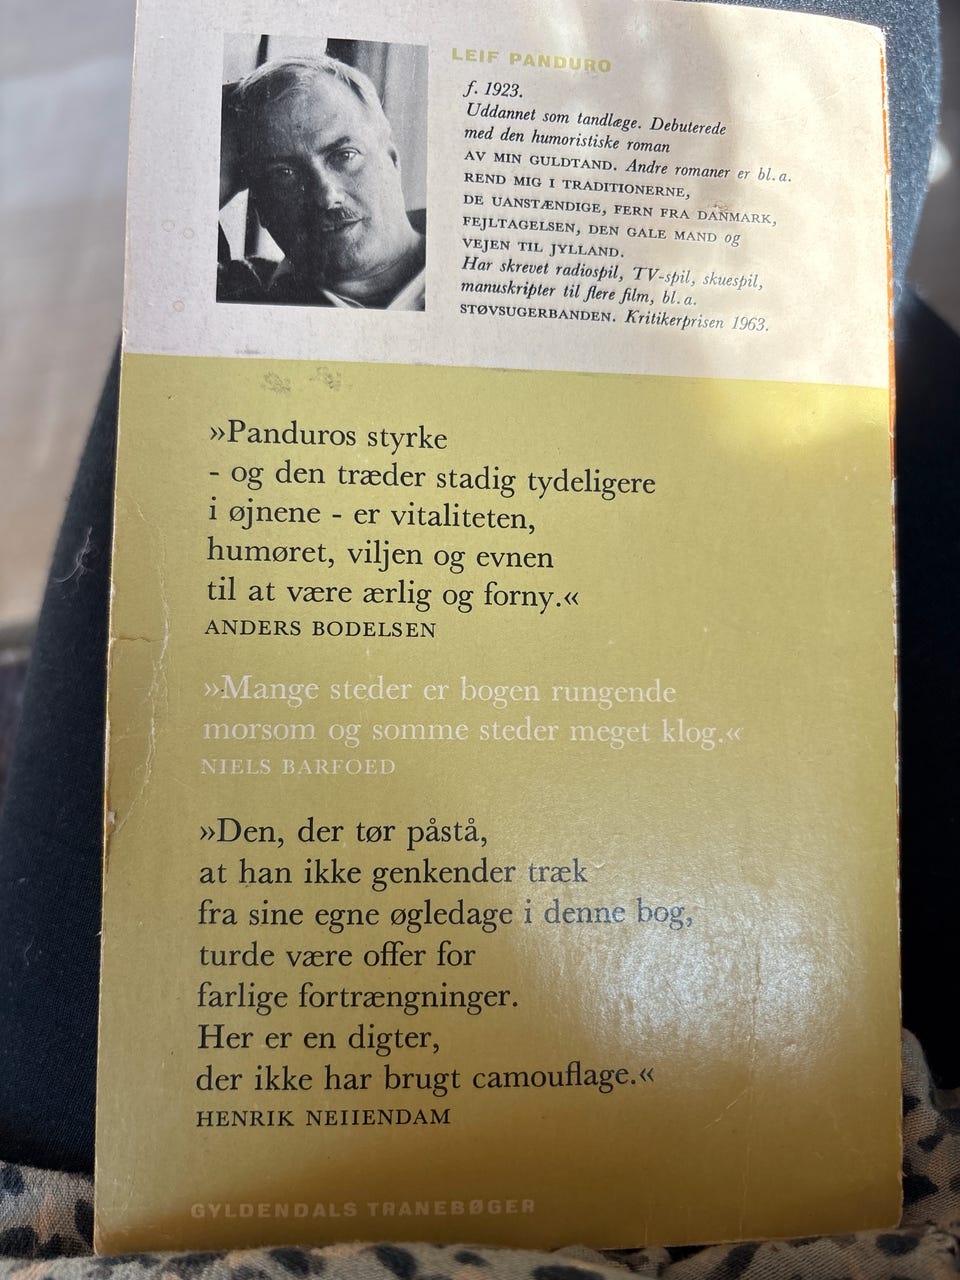 LEIF PANDURO
f. 1923.
Uddannet som tandlæge. Debuterede
med den humoristiske roman
AV MIN GULDTAND. Andre romaner er bl. a.
REND MIG I TRADITIONERNE,
DE UANSTÆNDIGE, FERN FRA DANMARK,
FEJLTAGELSEN, DEN GALE MAND og
VEJEN TIL JYLLAND.
Har skrevet radiospil, TV-spil, skuespil,
manuskripter til flere film, bl. a.
STØVSUGERBANDEN. Kritikerprisen 1963.
»Panduros styrke
- og den træder stadig tydeligere
i øjnene - er vitaliteten,
humøret, viljen og evnen
til at være ærlig og forny.«
ANDERS BODELSEN
»Mange steder er bogen rungende
morsom og somme steder meget klog.«
NIELS BARFOED
»Den, der tør påstå,
at han ikke genkender træk
fra sine egne øgledage i denne bog,
turde være offer for
farlige fortrængninger.
Her er en digter,
der ikke har brugt camouflage.«
HENRIK NEIIENDAM
GYLDENDALS TRANEBØGER